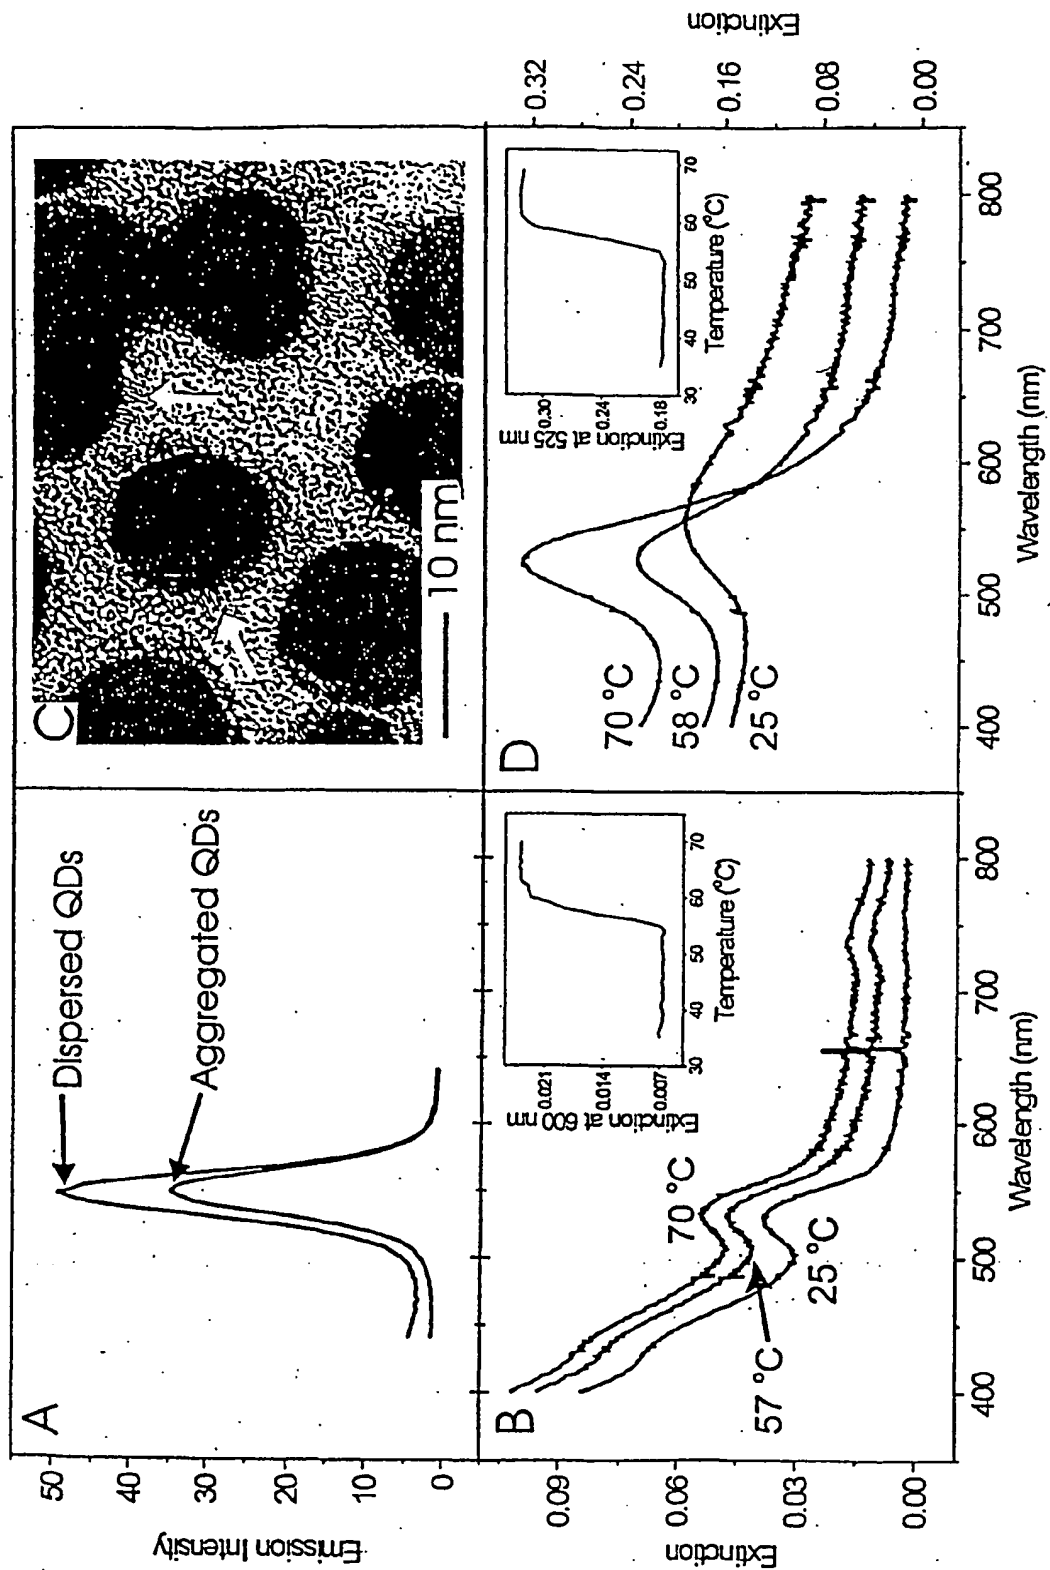 A
Dispersed QDs
Aggregated QDs
50
40
30
20
10
0
Emission Intensity
C
10 nm
B
70 °C
57 °C
25 °C
0.09
0.06
0.03
0.00
Extinction
400
500
600
700
800
Wavelength (nm)
Extinction at 600 nm
0.021
0.014
0.007
30
40
50
60
70
Temperature (°C)
D
70 °C
58 °C
25 °C
400
500
600
700
800
Wavelength (nm)
Extinction at 525 nm
0.30
0.24
0.18
30
40
50
60
70
Temperature (°C)
0.32
0.24
0.16
0.08
0.00
Extinction